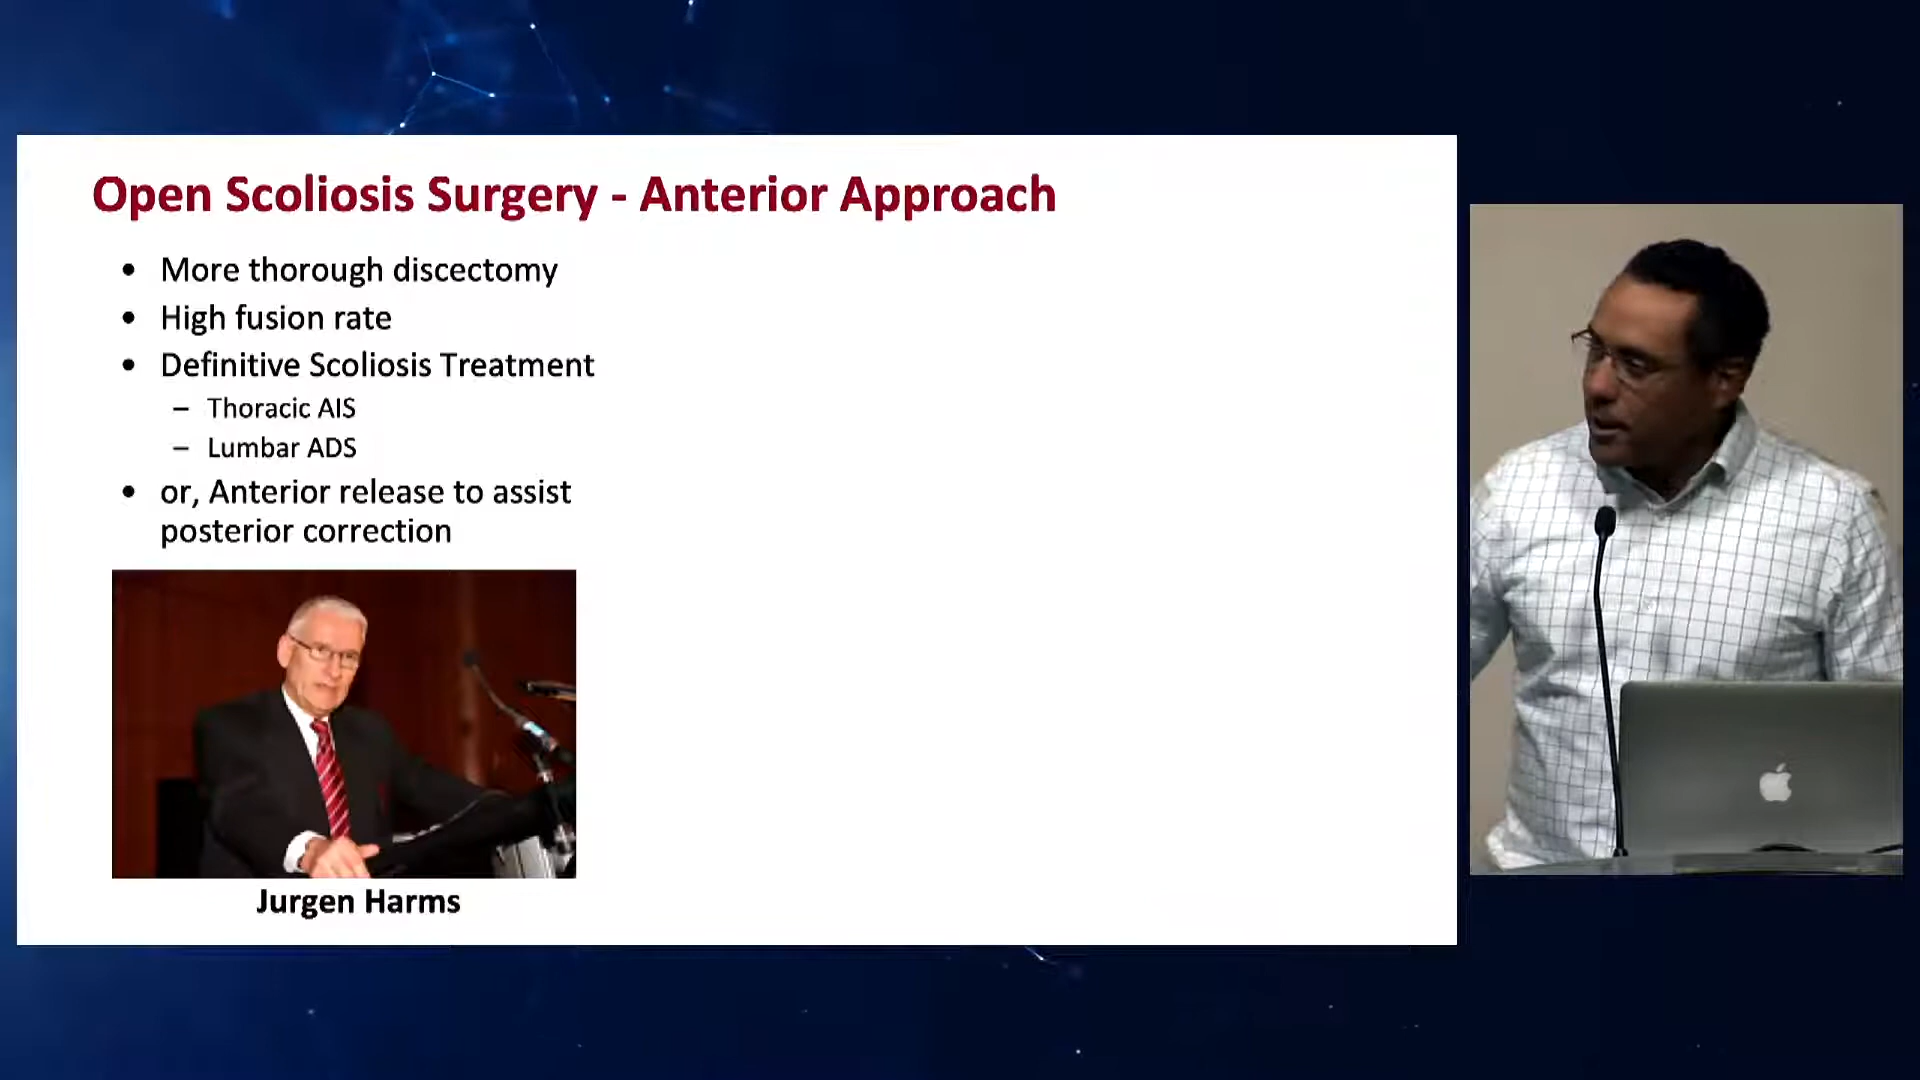 Open Scoliosis Surgery - Anterior Approach
• More thorough discectomy
• High fusion rate
• Definitive Scoliosis Treatment
– Thoracic AIS
– Lumbar ADS
• or, Anterior release to assist
posterior correction
Jurgen Harms